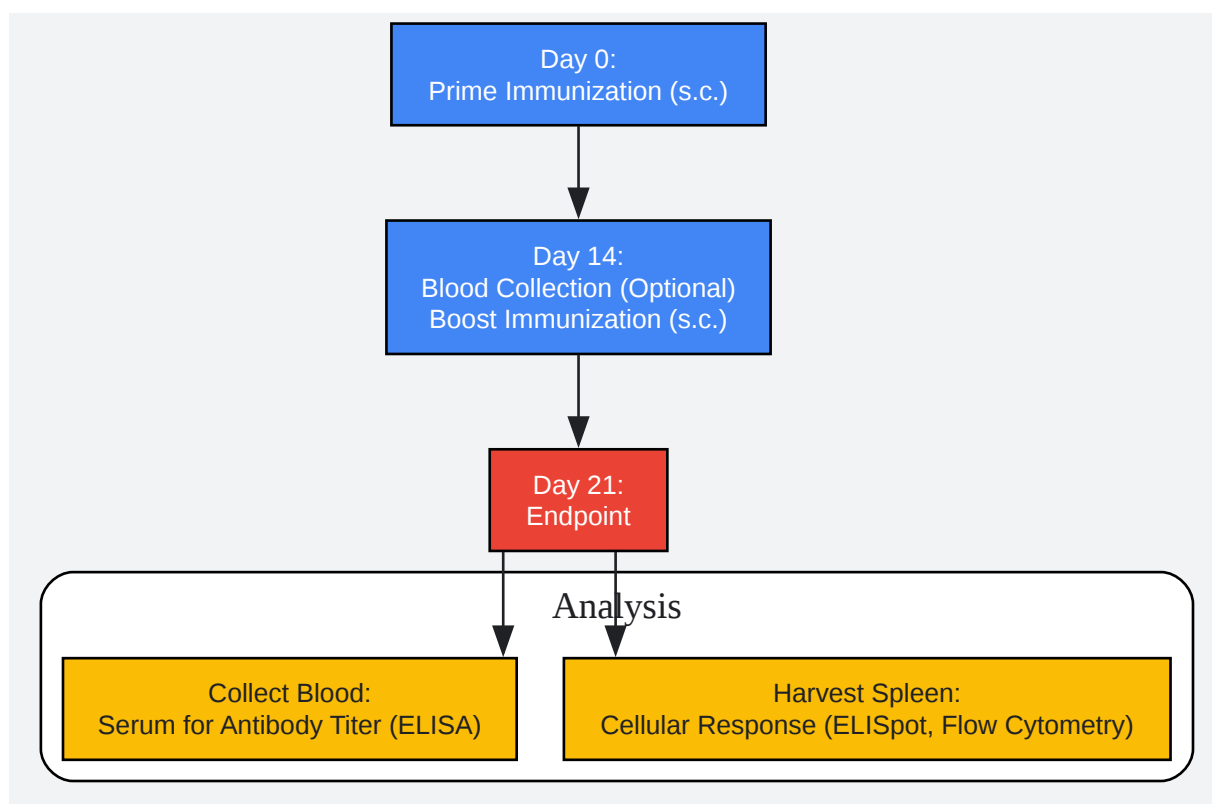 Day 0:
Prime Immunization (s.c.)
Day 14:
Blood Collection (Optional)
Boost Immunization (s.c.)
Day 21:
Endpoint
Analysis
Collect Blood:
Serum for Antibody Titer (ELISA)
Harvest Spleen:
Cellular Response (ELISpot, Flow Cytometry)